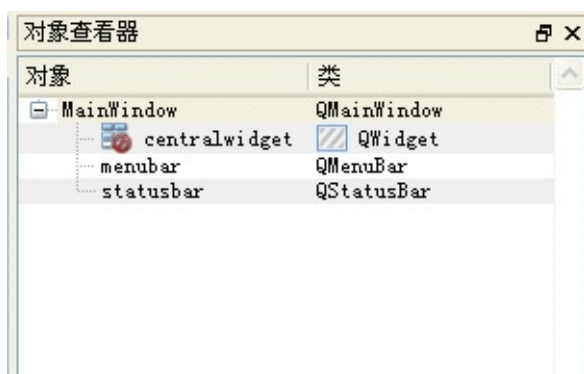 对象查看器
对象 类
MainWindow QMainWindow
centralwidget QWidget
menubar QMenuBar
statusbar QStatusBar